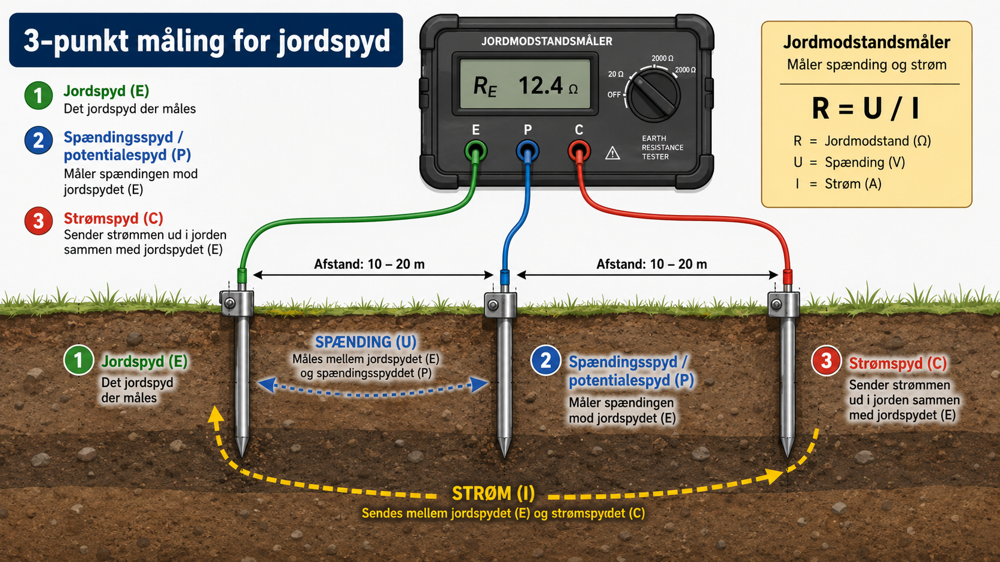 3-punkt måling for jordspyd
1 Jordspyd (E)
Det jordspyd der måles
2 Spændingsspyd /
potentialespyd (P)
Måler spændingen mod
jordspydet (E)
3 Strømspyd (C)
Sender strømmen ud i jorden
sammen med jordspydet (E)
JORDMODSTANDSMÅLER
RE 12.4 Ω
OFF
20 Ω
2000 Ω
2000 Ω
E P C
EARTH
RESISTANCE
TESTER
Jordmodstandsmåler
Måler spænding og strøm
R = U / I
R = Jordmodstand (Ω)
U = Spænding (V)
I = Strøm (A)
Afstand: 10 – 20 m
Afstand: 10 – 20 m
1 Jordspyd (E)
Det jordspyd
der måles
SPÆNDING (U)
Måles mellem jordspydet (E)
og spændingsspyddet (P)
2 Spændingsspyd /
potentialespyd (P)
Måler spændingen
mod jordspydet (E)
3 Strømspyd (C)
Sender strømmen
ud i jorden sammen
med jordspydet (E)
STRØM (I)
Sendes mellem jordspydet (E) og strømspydet (C)